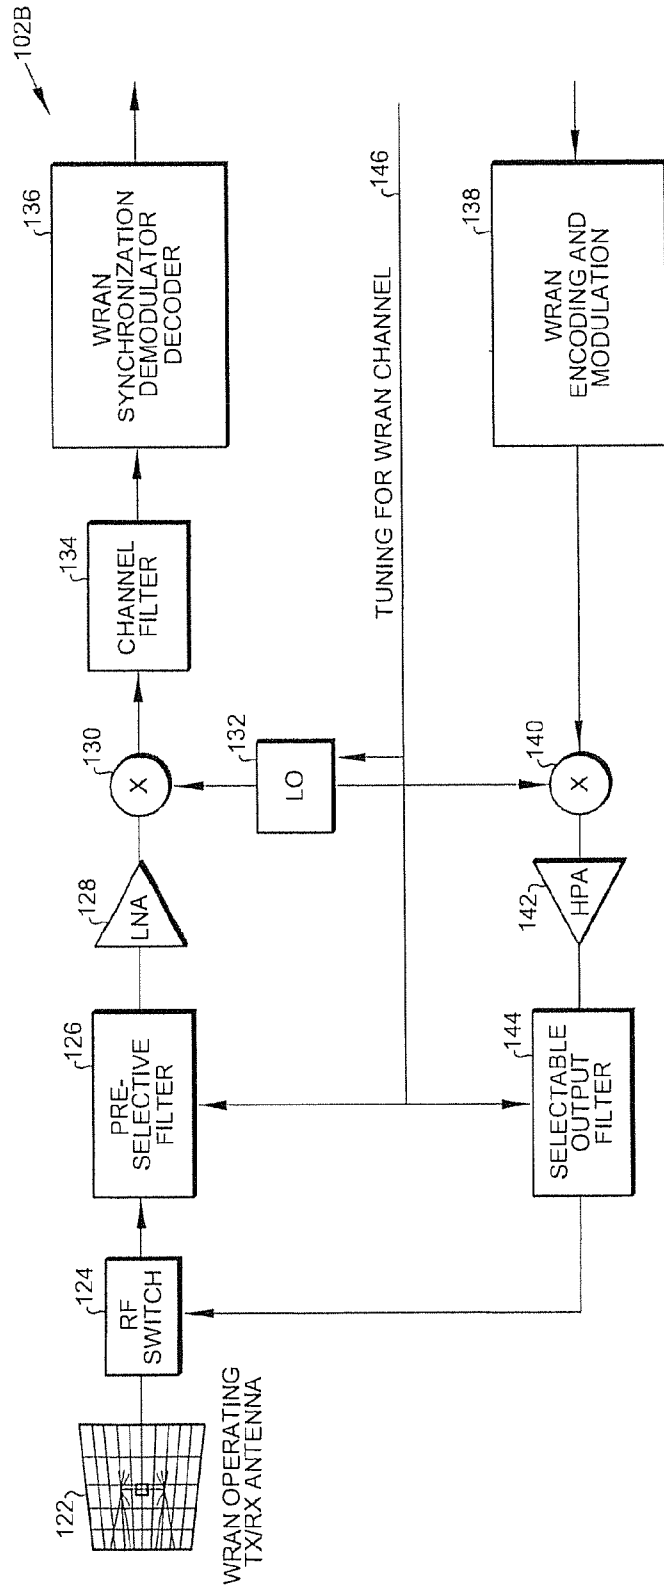 102B
136
WRAN
SYNCHRONIZATION
DEMODULATOR
DECODER
134
CHANNEL
FILTER
130
X
128
LNA
126
PRE-
SELECTIVE
FILTER
124
RF
SWITCH
122
WRAN OPERATING
TX/RX ANTENNA
132
LO
TUNING FOR WRAN CHANNEL
146
138
WRAN
ENCODING AND
MODULATION
140
X
142
HPA
144
SELECTABLE
OUTPUT
FILTER